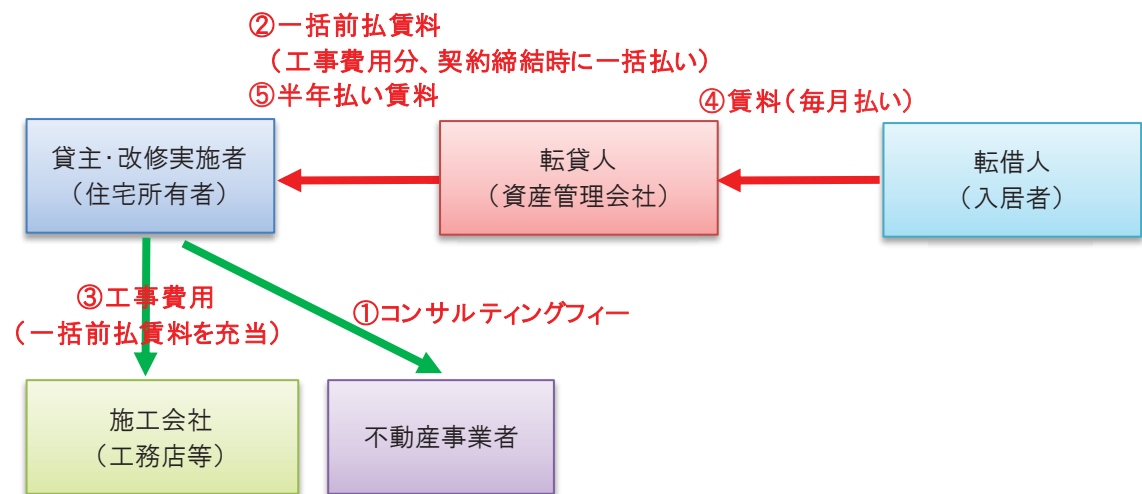 ②一括前払賃料
（工事費用分、契約締結時に一括払い）
⑤半年払い賃料
④賃料（毎月払い）
貸主・改修実施者
（住宅所有者）
転貸人
（資産管理会社）
転借人
（入居者）
③工事費用
（一括前払賃料を充当）
①コンサルティングフィー
施工会社
（工務店等）
不動産事業者